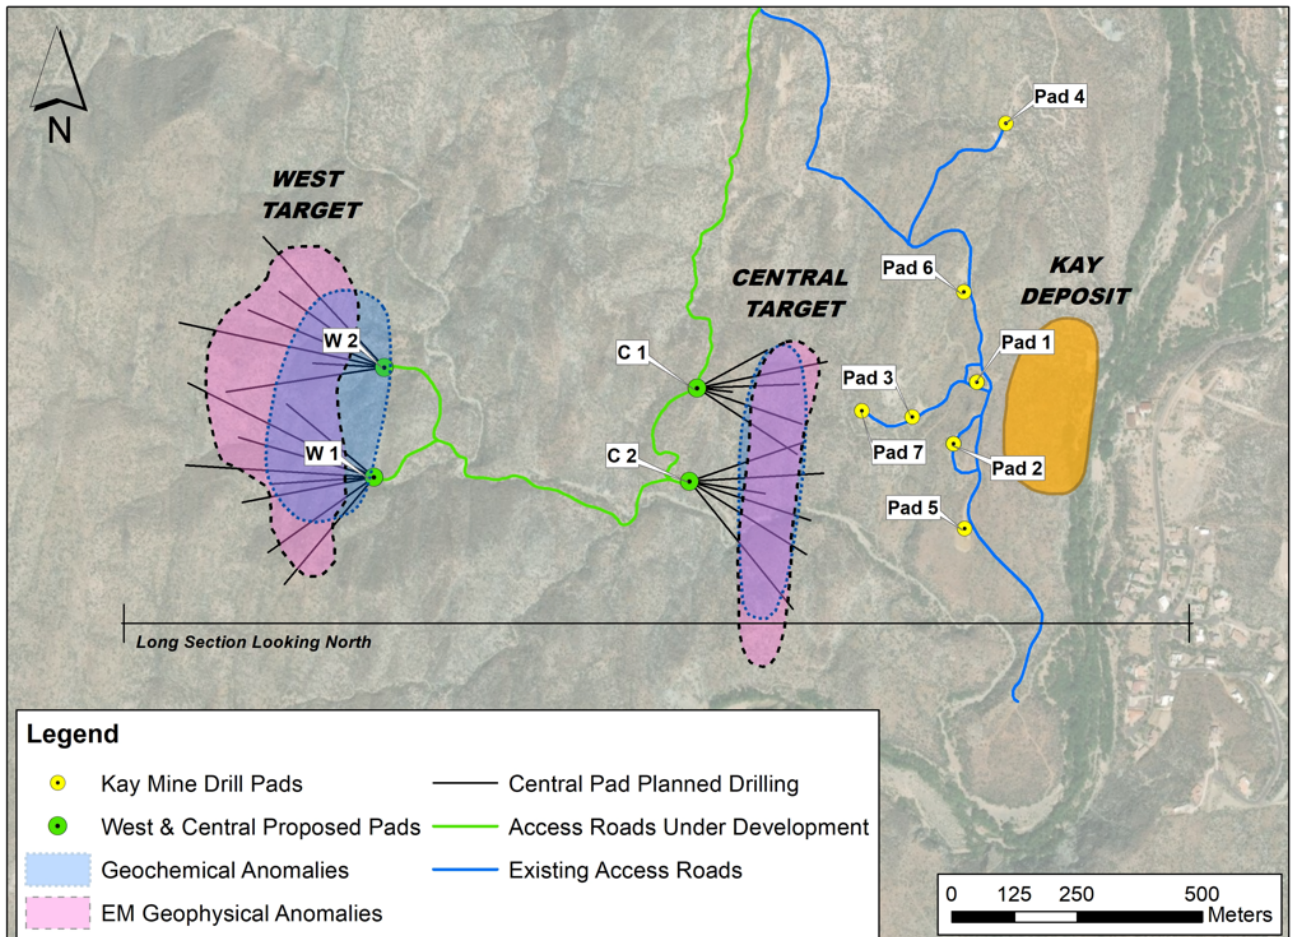 N
WEST
TARGET
Pad 4
Pad 6
KAY
DEPOSIT
CENTRAL
TARGET
W 2
C 1
Pad 1
Pad 3
W 1
C 2
Pad 7
Pad 2
Pad 5
Long Section Looking North
Legend
Kay Mine Drill Pads
West & Central Proposed Pads
Geochemical Anomalies
EM Geophysical Anomalies
Central Pad Planned Drilling
Access Roads Under Development
Existing Access Roads
0 125 250 500
Meters